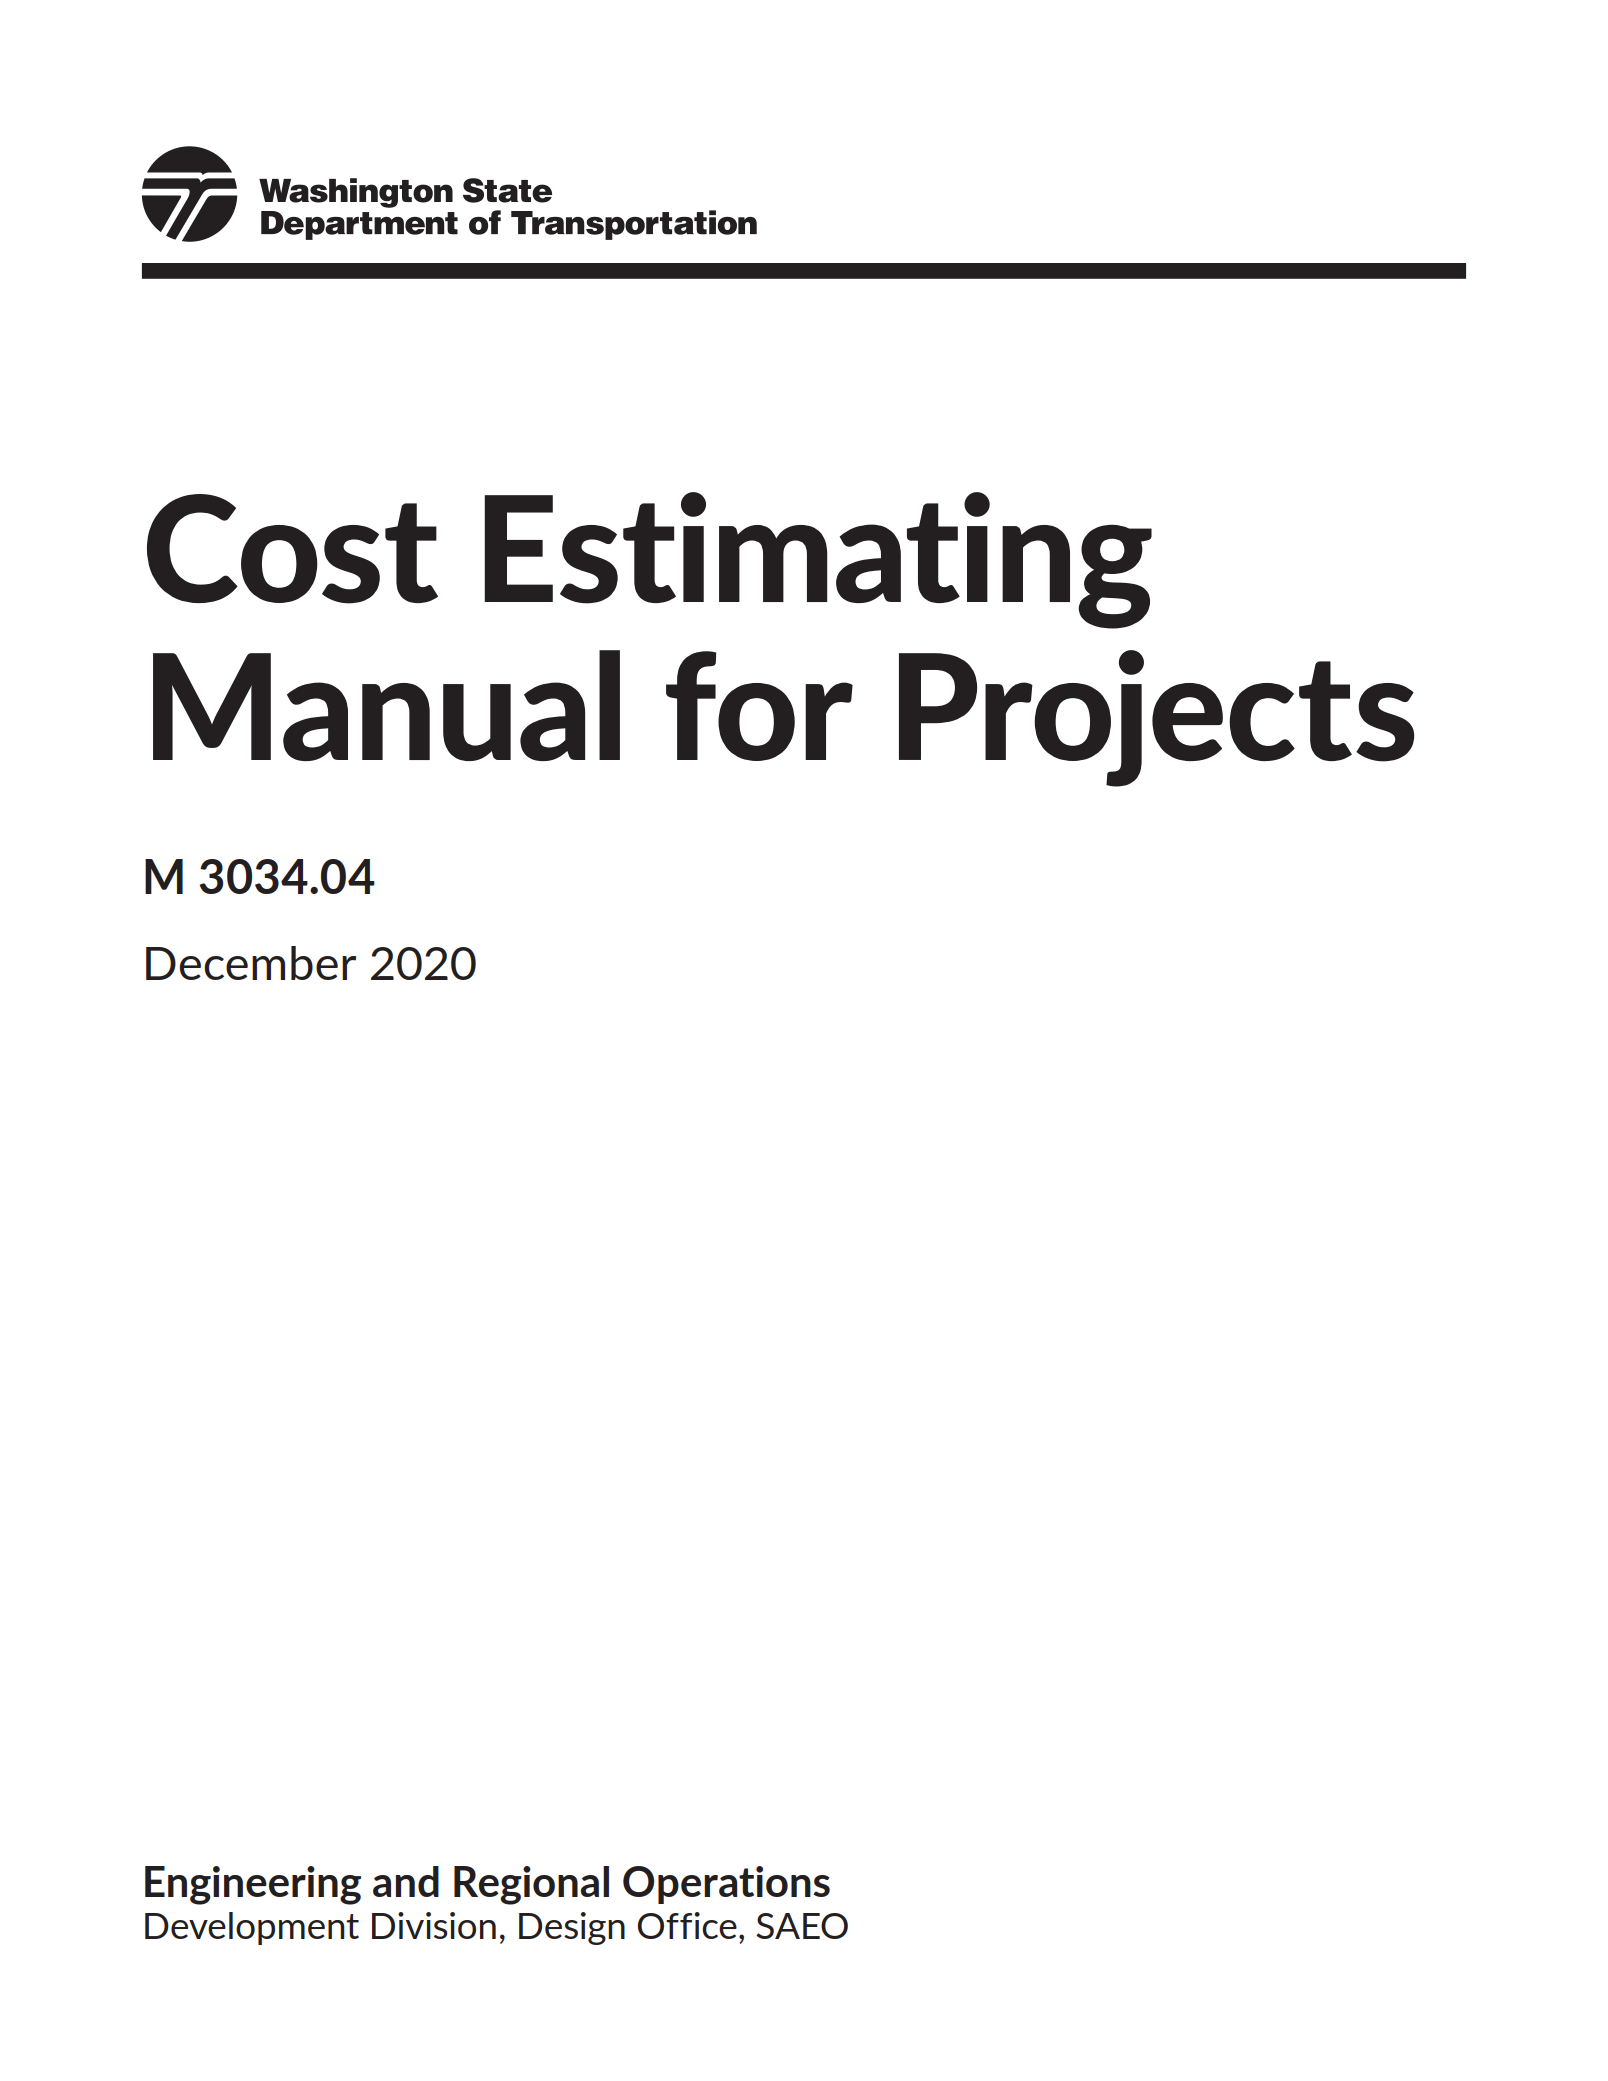 Washington State
Department of Transportation
Cost Estimating
Manual for Projects
M 3034.04
December 2020
Engineering and Regional Operations
Development Division, Design Office, SAEO